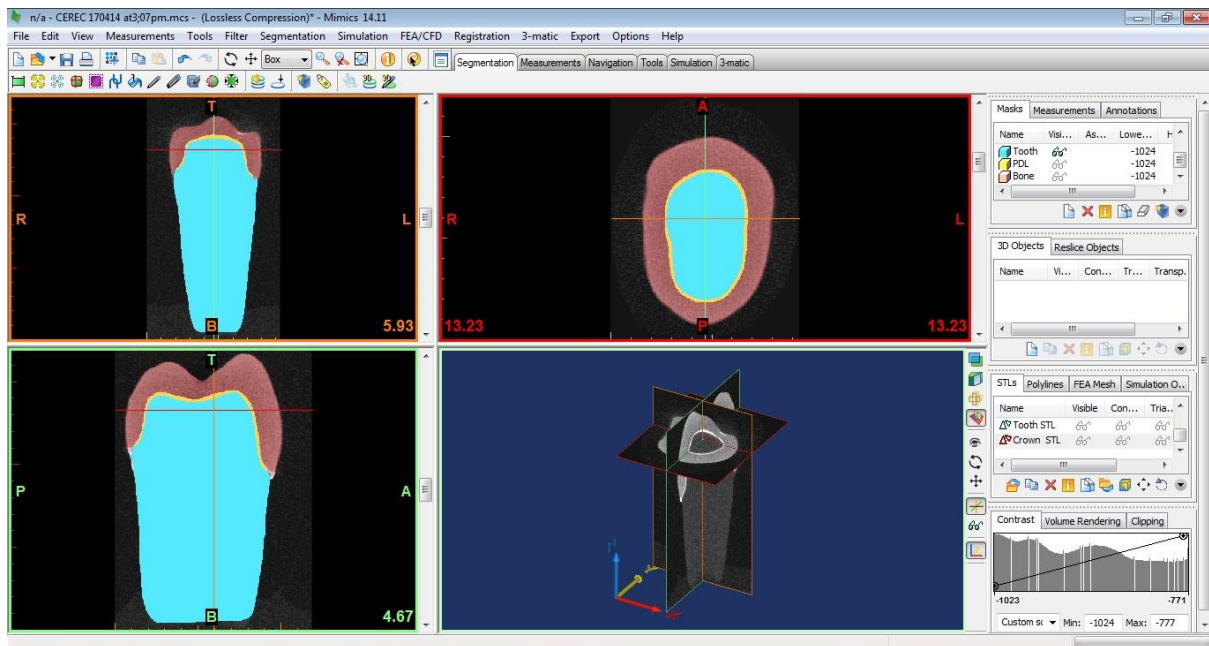 n/a - CEREC 170414 at3;07pm.mcs - (Lossless Compression)* - Mimics 14.11
File Edit View Measurements Tools Filter Segmentation Simulation FEA/CFD Registration 3-matic Export Options Help
Box Segmentation Measurements Navigation Tools Simulation 3-matic
T
R
L
B
5.93
A
L
13.23
P
13.23
T
P
A
B
4.67
Masks Measurements Annotations
Name Visi... As... Lowe... H
Tooth -1024
PDL -1024
Bone -1024
3D Objects Reslice Objects
Name Vi... Con... Tr... Transp.
STLs Polylines FEA Mesh Simulation O..
Name Visible Con... Tria..
Tooth STL
Crown STL
Contrast Volume Rendering Clipping
-1023 -771
Custom sc Min: -1024 Max: -777